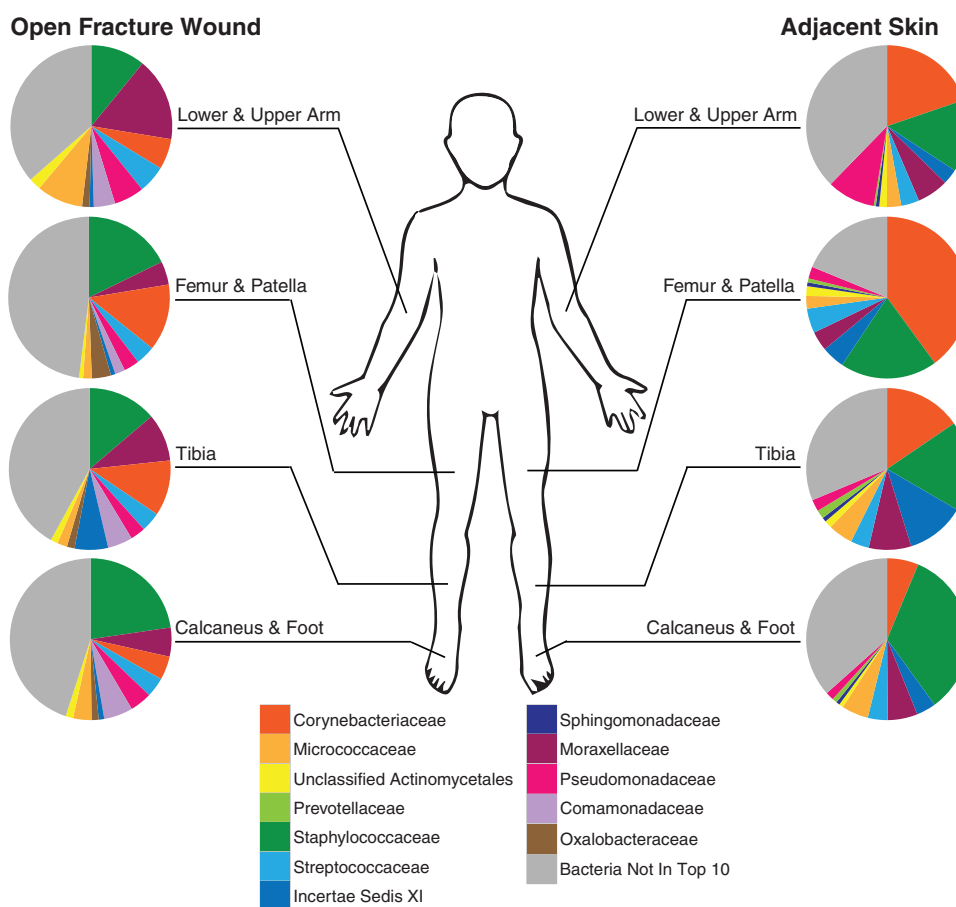 Open Fracture Wound
Adjacent Skin
Lower & Upper Arm
Lower & Upper Arm
Femur & Patella
Femur & Patella
Tibia
Tibia
Calcaneus & Foot
Calcaneus & Foot
Corynebacteriaceae
Micrococcaceae
Unclassified Actinomycetales
Prevotellaceae
Staphylococcaceae
Streptococcaceae
Incertae Sedis XI
Sphingomonadaceae
Moraxellaceae
Pseudomonadaceae
Comamonadaceae
Oxalobacteraceae
Bacteria Not In Top 10